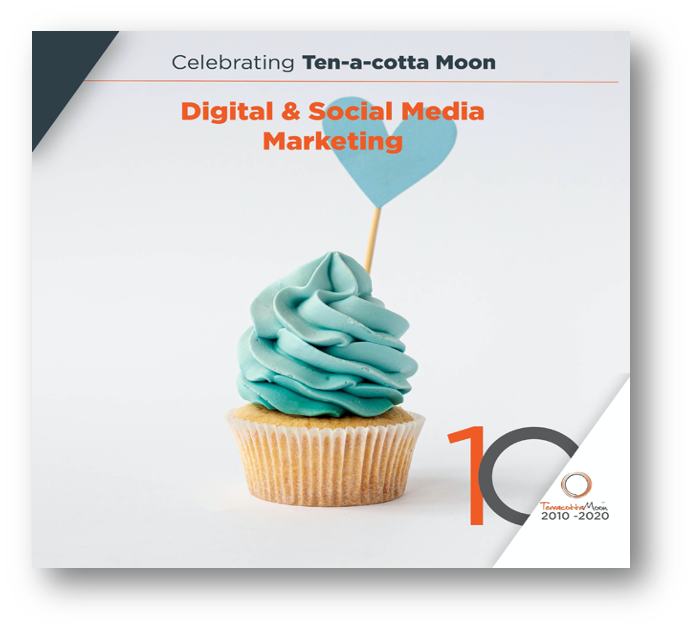 Celebrating Ten-a-cotta Moon
Digital & Social Media
Marketing
10
TerracottaMoon
2010 -2020